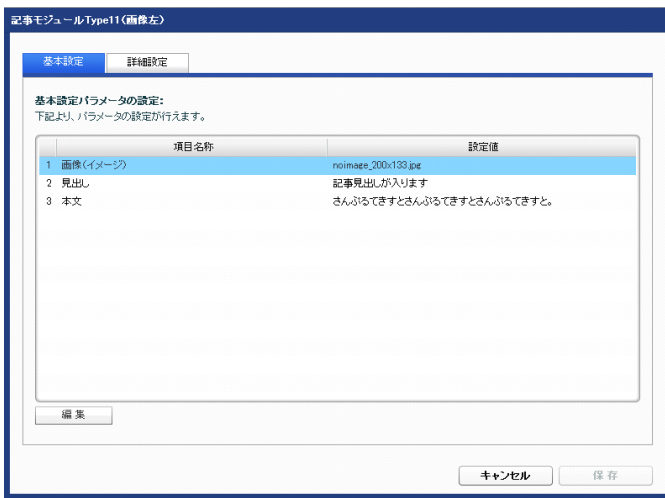 記事モジュールType11(画像左)
基本設定 詳細設定
基本設定パラメータの設定:
下記より、パラメータの設定が行えます。
項目名称 設定値
1 画像(イメージ) noimage_200x133.jpg
2 見出し 記事見出しが入ります
3 本文 さんぷるてきすとさんぷるてきすとさんぷるてきすと。
編集
キャンセル 保存